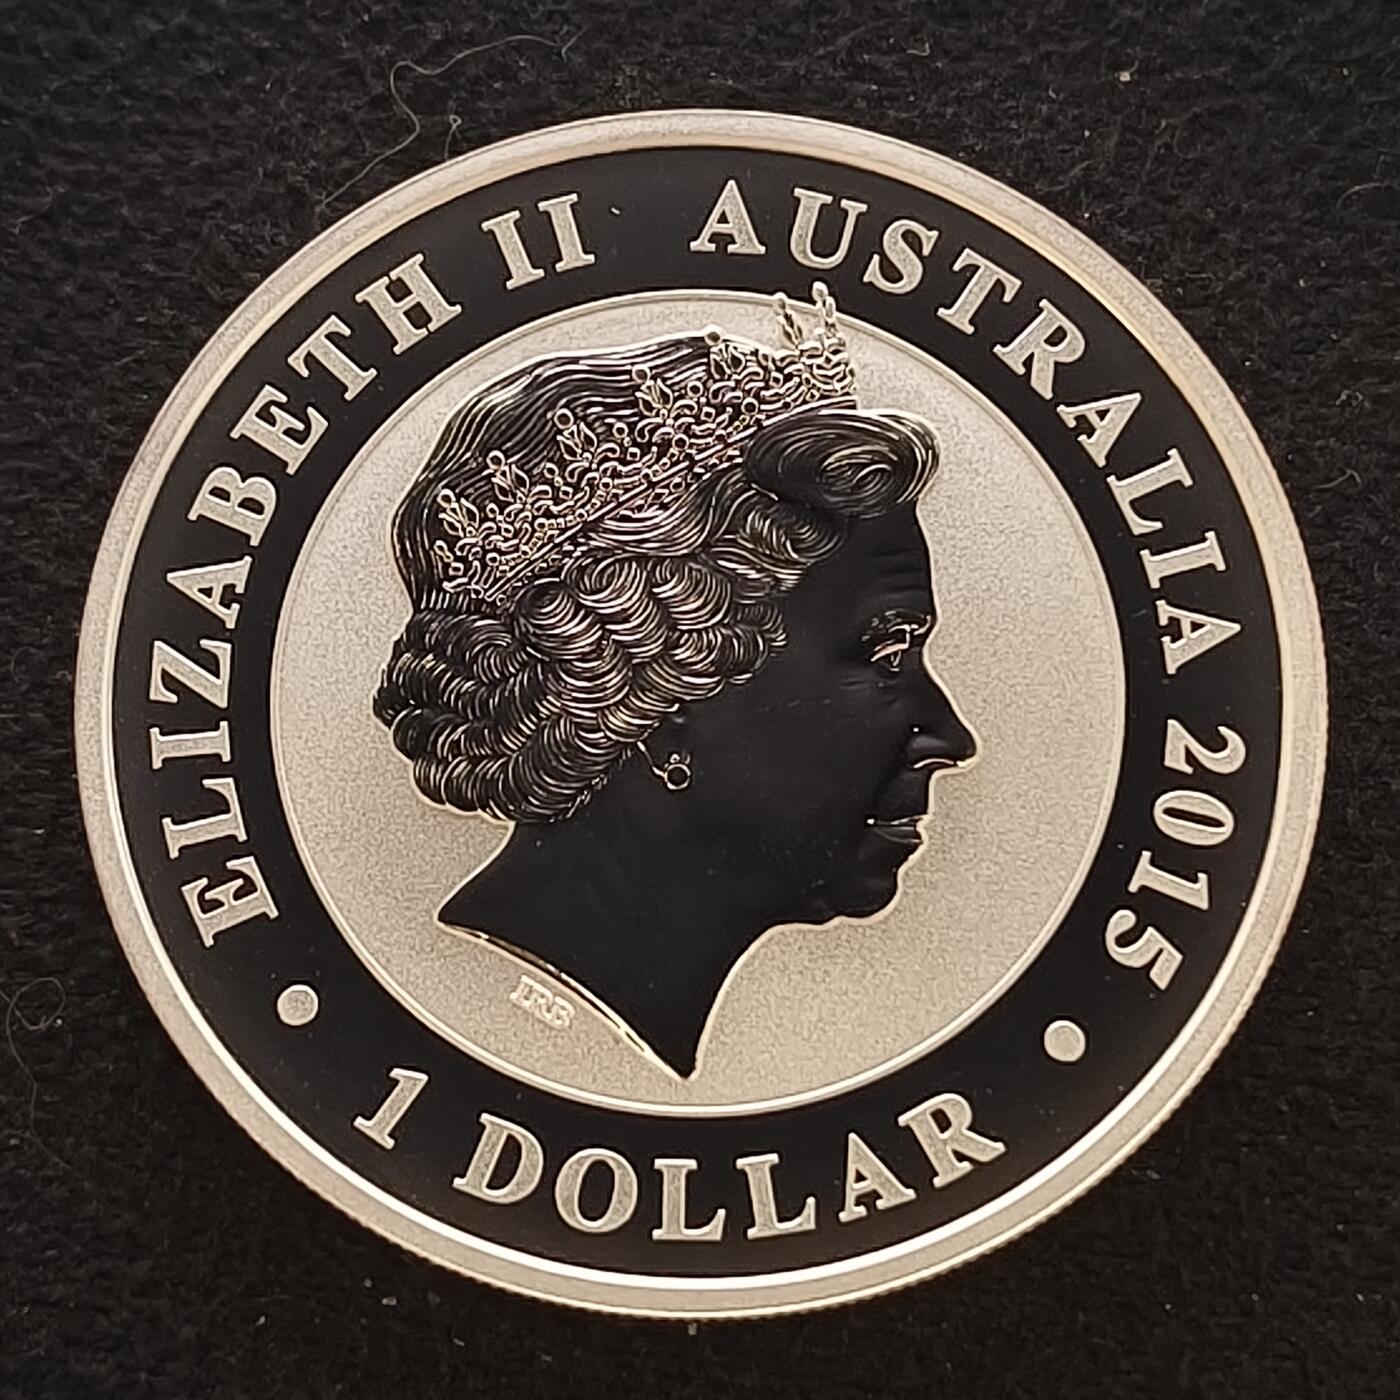 ELIZABETH II AUSTRALIA 2015
1 DOLLAR
IRB